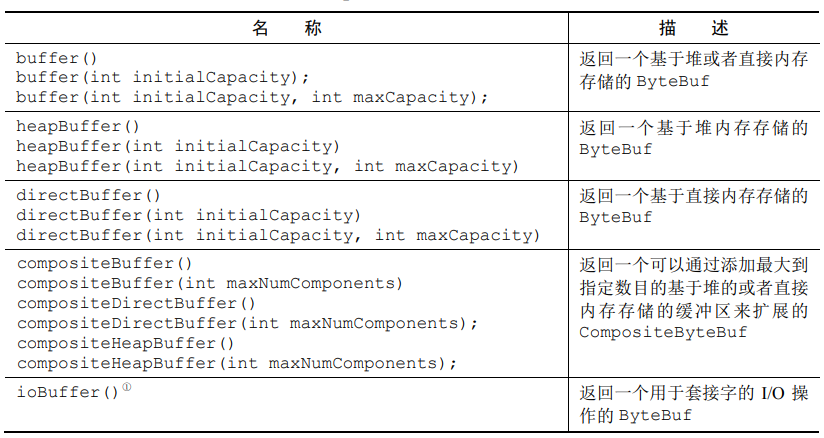 名 称
描 述
buffer()
buffer(int initialCapacity);
buffer(int initialCapacity, int maxCapacity);
返回一个基于堆或者直接内存
存储的 ByteBuf
heapBuffer()
heapBuffer(int initialCapacity)
heapBuffer(int initialCapacity, int maxCapacity)
返回一个基于堆内存存储的
ByteBuf
directBuffer()
directBuffer(int initialCapacity)
directBuffer(int initialCapacity, int maxCapacity)
返回一个基于直接内存存储的
ByteBuf
compositeBuffer()
compositeBuffer(int maxNumComponents)
compositeDirectBuffer()
compositeDirectBuffer(int maxNumComponents);
compositeHeapBuffer()
compositeHeapBuffer(int maxNumComponents);
返回一个可以通过添加最大到
指定数目的基于堆的或者直接
内存存储的缓冲区来扩展的
CompositeByteBuf
ioBuffer()①
返回一个用于套接字的 I/O 操
作的 ByteBuf